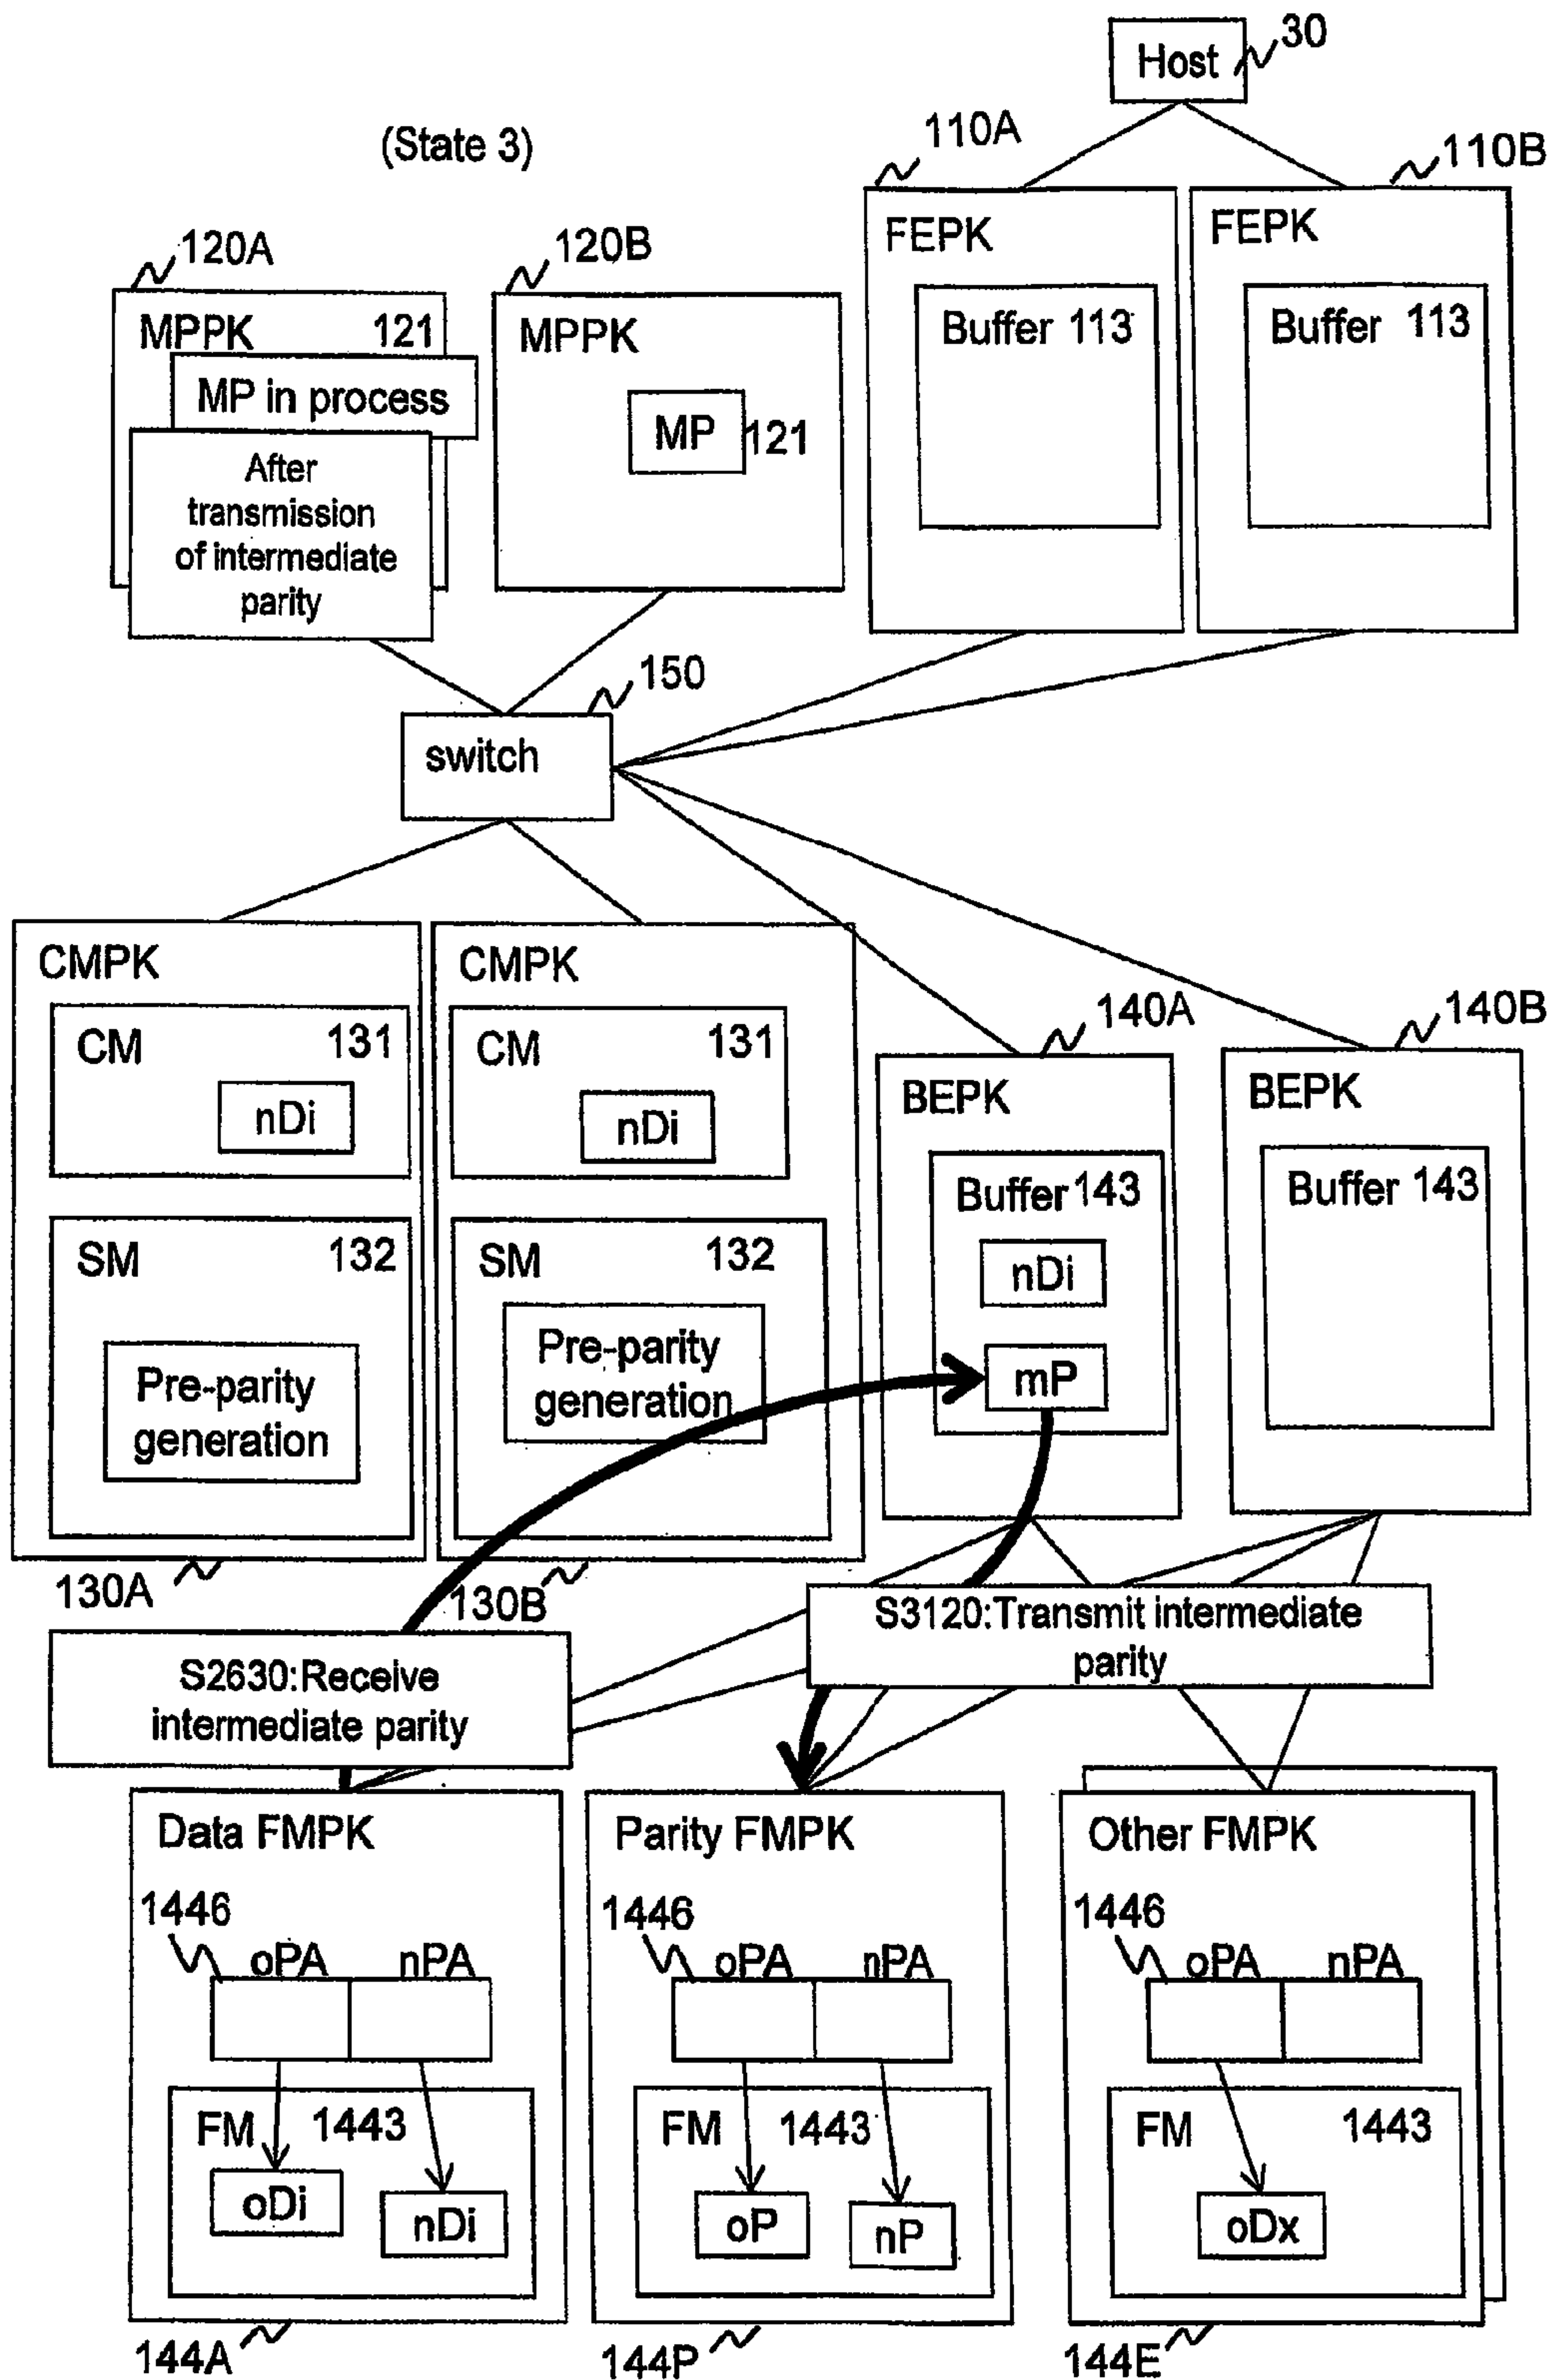 Host
30
(State 3)
110A
110B
120A
120B
FEPK
Buffer 113
FEPK
Buffer 113
MPPK 121
MP in process
After
transmission
of intermediate
parity
MPPK
MP
121
150
switch
CMPK
CM 131
nDi
SM 132
Pre-parity
generation
130A
CMPK
CM 131
nDi
SM 132
Pre-parity
generation
130B
140A
BEPK
Buffer 143
nDi
mP
140B
BEPK
Buffer 143
S2630:Receive
intermediate parity
S3120:Transmit intermediate
parity
Data FMPK
1446
oPA nPA
FM 1443
oDi
nDi
144A
Parity FMPK
1446
oPA nPA
FM 1443
oP
nP
144P
Other FMPK
1446
oPA nPA
FM 1443
oDx
144E